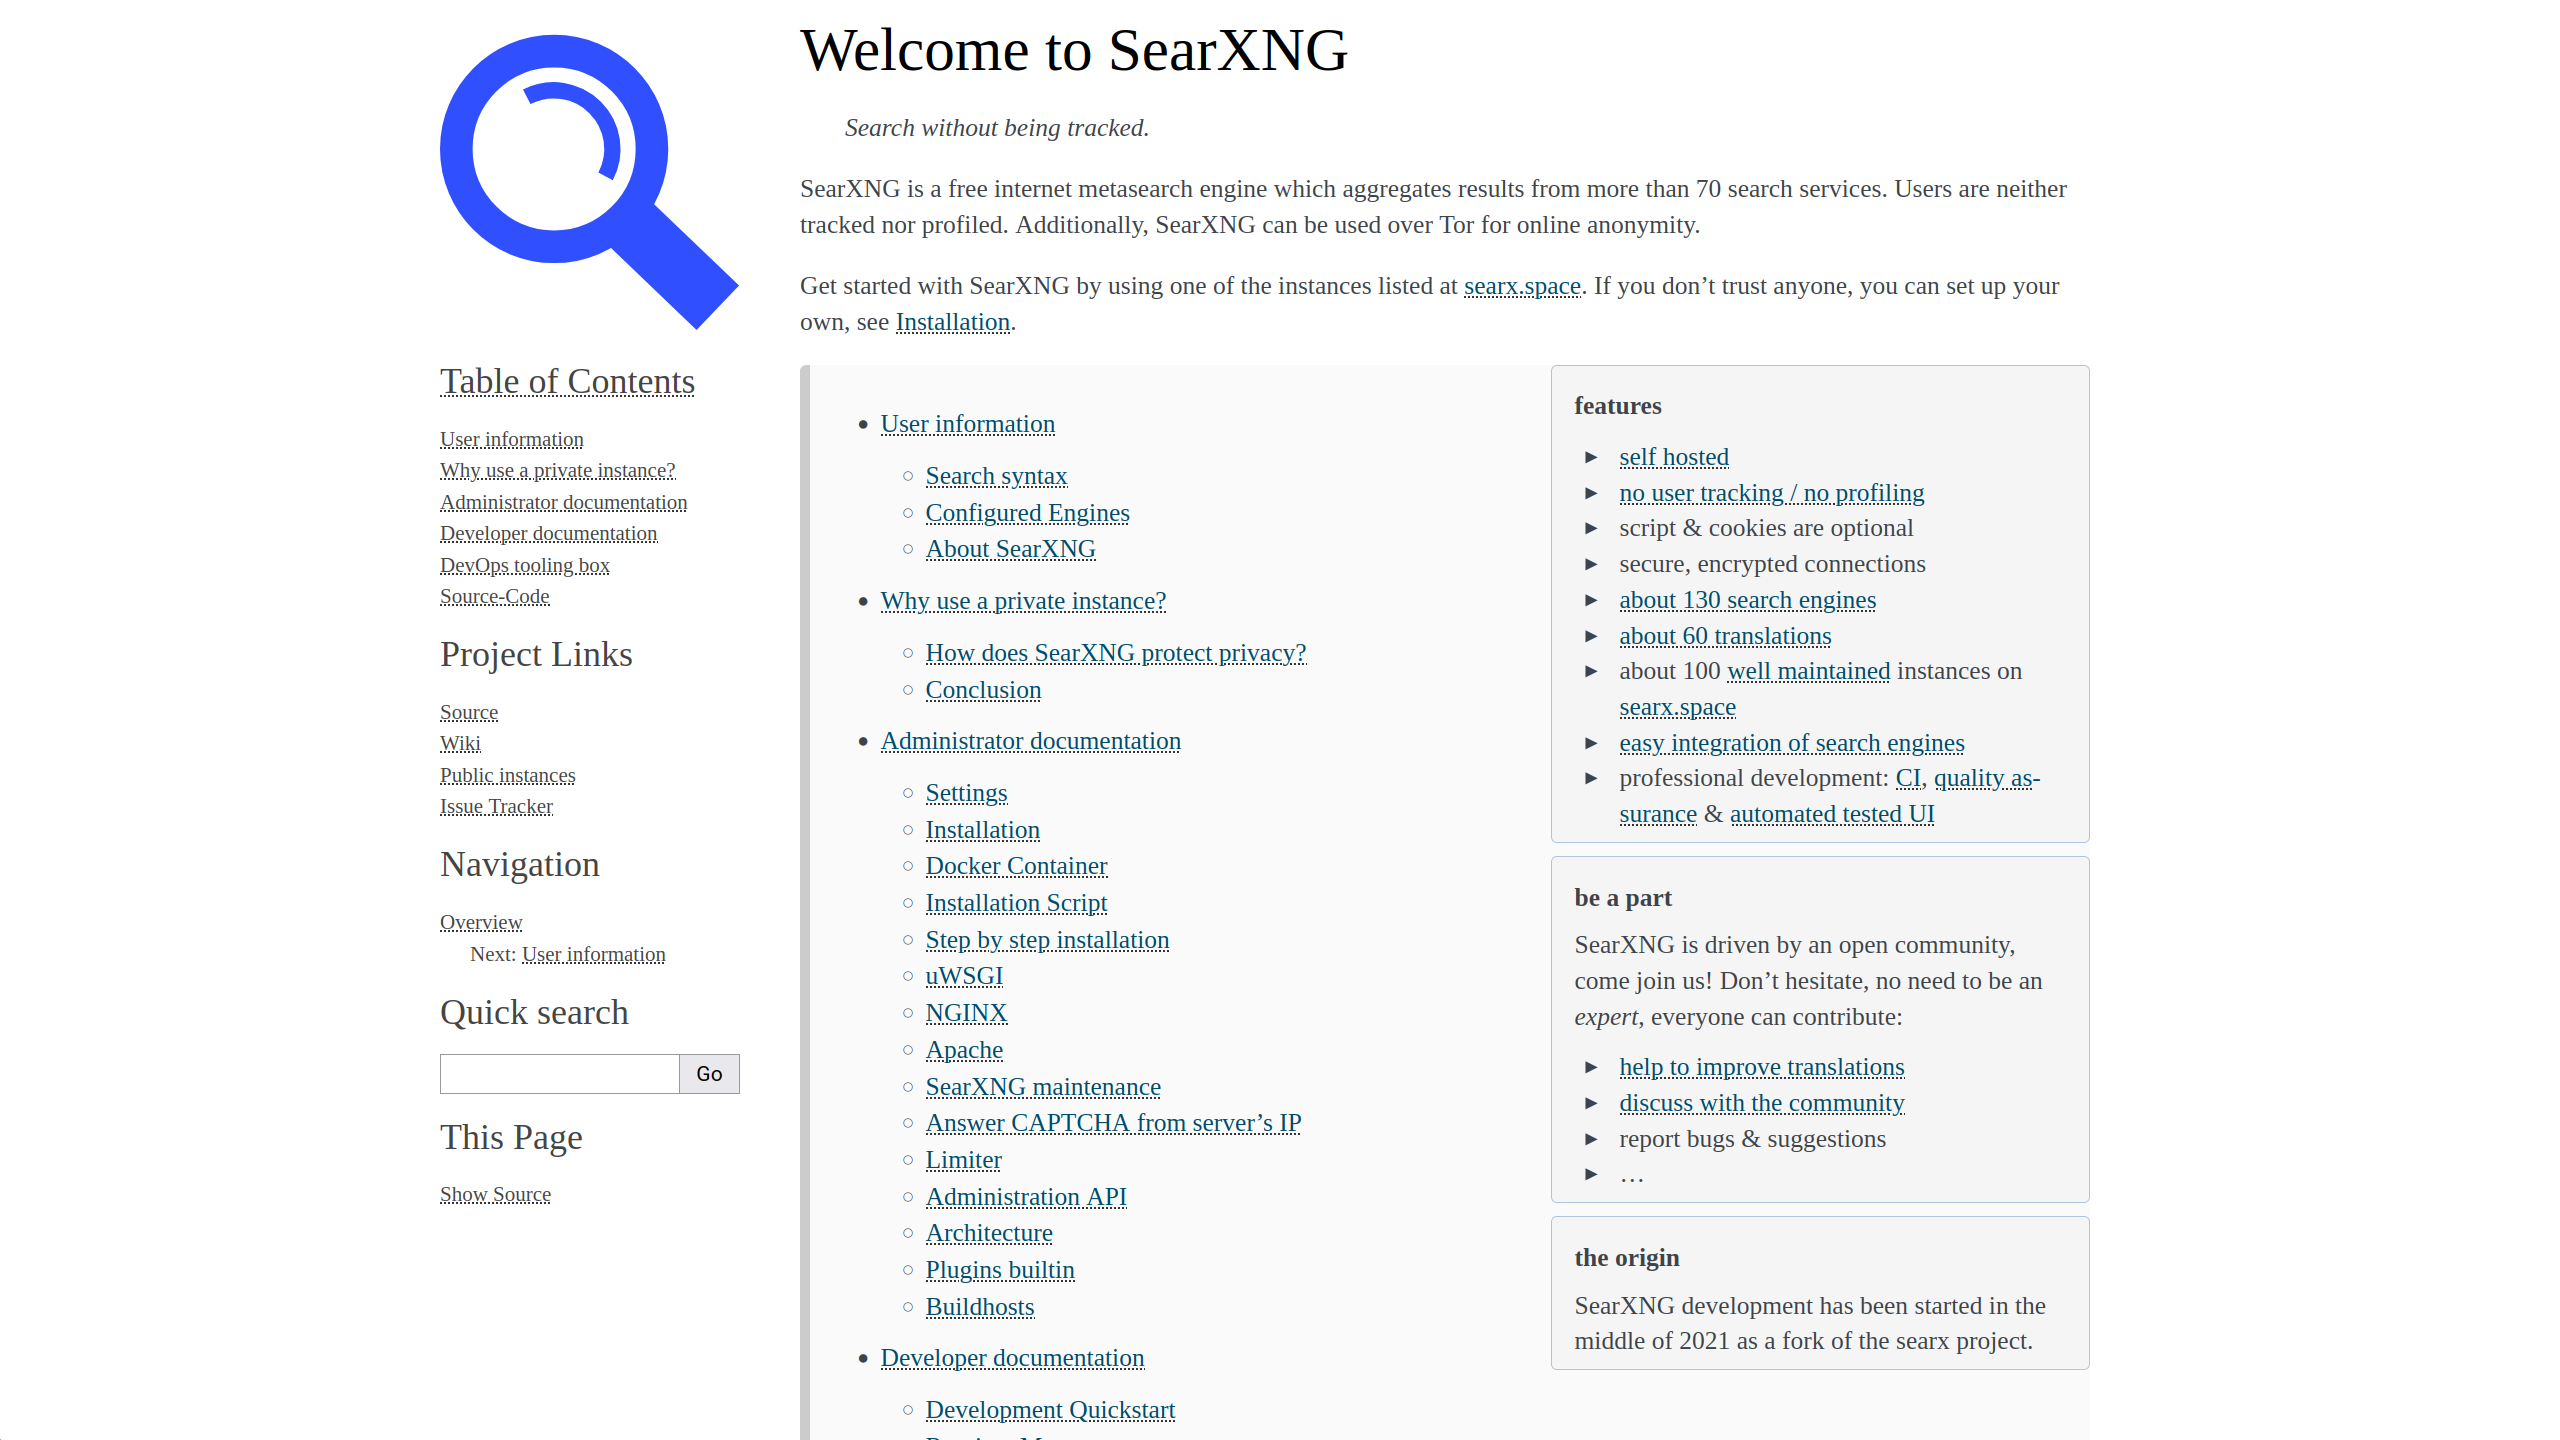 Welcome to SearXNG
Search without being tracked.
SearXNG is a free internet metasearch engine which aggregates results from more than 70 search services. Users are neither
tracked nor profiled. Additionally, SearXNG can be used over Tor for online anonymity.
Get started with SearXNG by using one of the instances listed at searx.space. If you don’t trust anyone, you can set up your
own, see Installation.
Table of Contents
User information
Why use a private instance?
Administrator documentation
Developer documentation
DevOps tooling box
Source-Code
Project Links
Source
Wiki
Public instances
Issue Tracker
Navigation
Overview
Next: User information
Quick search
Go
This Page
Show Source
• User information
○ Search syntax
○ Configured Engines
○ About SearXNG
• Why use a private instance?
○ How does SearXNG protect privacy?
○ Conclusion
• Administrator documentation
○ Settings
○ Installation
○ Docker Container
○ Installation Script
○ Step by step installation
○ uWSGI
○ NGINX
○ Apache
○ SearXNG maintenance
○ Answer CAPTCHA from server’s IP
○ Limiter
○ Administration API
○ Architecture
○ Plugins builtin
○ Buildhosts
• Developer documentation
○ Development Quickstart
features
► self hosted
► no user tracking / no profiling
► script & cookies are optional
► secure, encrypted connections
► about 130 search engines
► about 60 translations
► about 100 well maintained instances on
searx.space
► easy integration of search engines
► professional development: CI, quality as-
surance & automated tested UI
be a part
SearXNG is driven by an open community,
come join us! Don’t hesitate, no need to be an
expert, everyone can contribute:
► help to improve translations
► discuss with the community
► report bugs & suggestions
► …
the origin
SearXNG development has been started in the
middle of 2021 as a fork of the searx project.